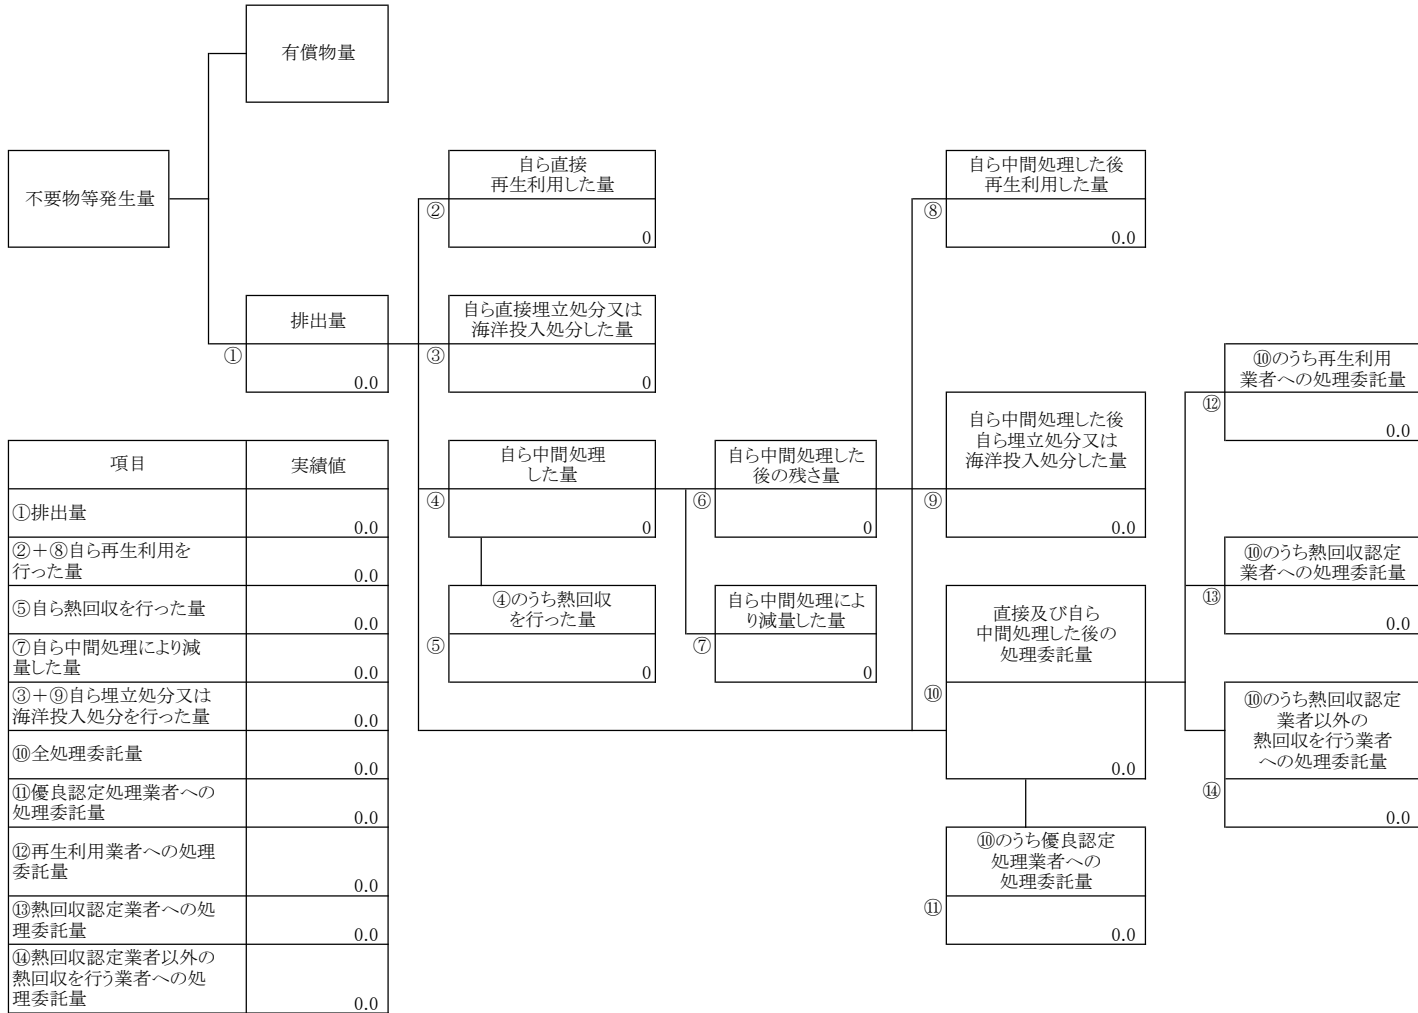 有償物量
不要物等発生量
排出量
①
0.0
自ら直接
再生利用した量
②
0
自ら直接埋立処分又は
海洋投入処分した量
③
0
自ら中間処理
した量
④
0
④のうち熱回収
を行った量
⑤
0
自ら中間処理した
後の残さ量
⑥
0
自ら中間処理によ
り減量した量
⑦
0
自ら中間処理した後
再生利用した量
⑧
0.0
自ら中間処理した後
自ら埋立処分又は
海洋投入処分した量
⑨
0.0
直接及び自ら
中間処理した後の
処理委託量
⑩
0.0
⑩のうち優良認定
処理業者への
処理委託量
⑪
0.0
⑩のうち再生利用
業者への処理委託量
⑫
0.0
⑩のうち熱回収認定
業者への処理委託量
⑬
0.0
⑩のうち熱回収認定
業者以外の
熱回収を行う業者
への処理委託量
⑭
0.0
項目 実績値
①排出量
0.0
②＋⑧自ら再生利用を
行った量 0.0
⑤自ら熱回収を行った量
0.0
⑦自ら中間処理により減
量した量 0.0
③＋⑨自ら埋立処分又は
海洋投入処分を行った量 0.0
⑩全処理委託量
0.0
⑪優良認定処理業者への
処理委託量 0.0
⑫再生利用業者への処理
委託量
0.0
⑬熱回収認定業者への処
理委託量 0.0
⑭熱回収認定業者以外の
熱回収を行う業者への処
理委託量 0.0